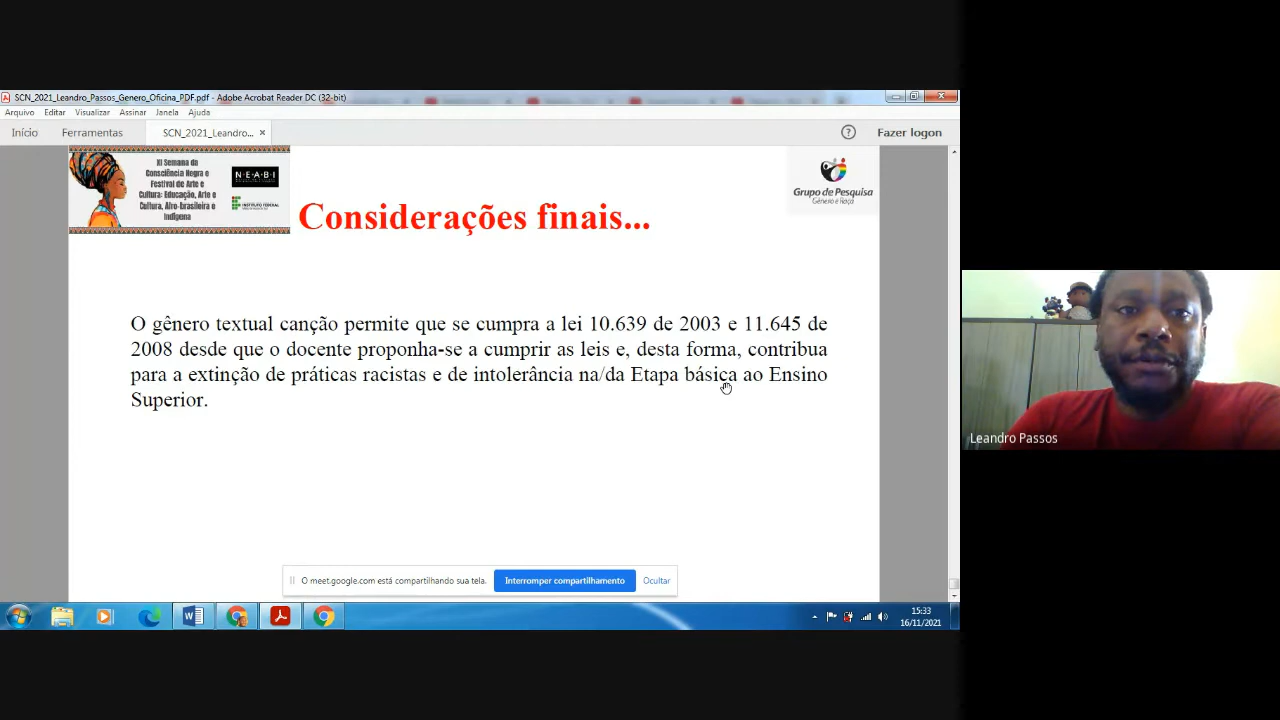 SCN_2021_Leandro_Passos_Genero_Oficina_PDF.pdf - Adobe Acrobat Reader DC (32-bit)
Arquivo Editar Visualizar Assinar Janela Ajuda
Início Ferramentas SCN_2021_Leandro... × ? Fazer logon
XI Semana da
Consciência Negra e
Festival de Arte e
Cultura: Educação, Arte e
Cultura, Afro-brasileira e
Indígena
NEABI
INSTITUTO FEDERAL
Grupo de Pesquisa
Gênero e Raça
Considerações finais...
O gênero textual canção permite que se cumpra a lei 10.639 de 2003 e 11.645 de
2008 desde que o docente proponha-se a cumprir as leis e, desta forma, contribua
para a extinção de práticas racistas e de intolerância na/da Etapa básica ao Ensino
Superior.
Leandro Passos
O meet.google.com está compartilhando sua tela. Interromper compartilhamento Ocultar
15:33
16/11/2021